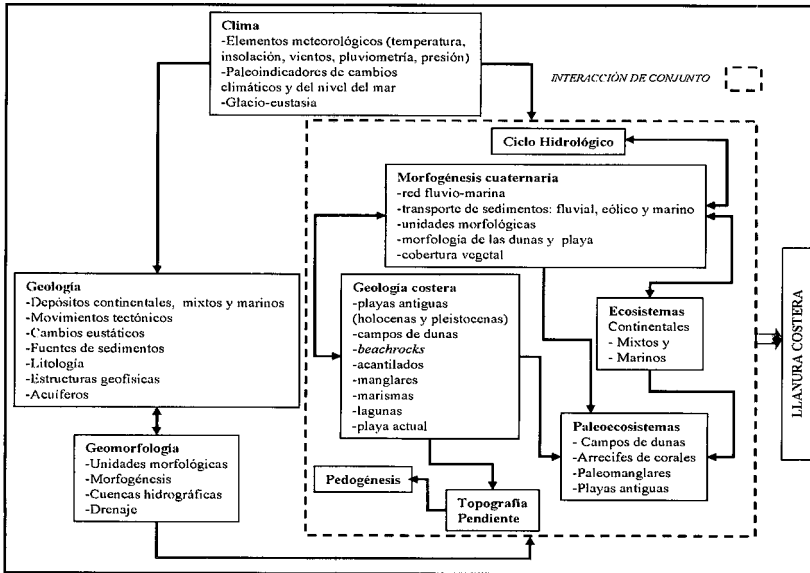 Clima
-Elementos meteorológicos (temperatura,
insolación, vientos, pluviometría, presión)
-Paleoindicadores de cambios
climáticos y del nivel del mar
-Glacio-eustasia
INTERACCIÓN DE CONJUNTO
Ciclo Hidrológico
Morfogénesis cuaternaria
-red fluvio-marina
-transporte de sedimentos: fluvial, eólico y marino
-unidades morfológicas
-morfología de las dunas y playa
-cobertura vegetal
Geología
-Depósitos continentales, mixtos y marinos
-Movimientos tectónicos
-Cambios eustáticos
-Fuentes de sedimentos
-Litología
-Estructuras geofísicas
-Acuíferos
Geología costera
-playas antiguas
(holocenas y pleistocenas)
-campos de dunas
-beachrocks
-acantilados
-manglares
-marismas
-lagunas
-playa actual
Ecosistemas
Continentales
- Mixtos y
- Marinos
Geomorfología
-Unidades morfológicas
-Morfogénesis
-Cuencas hidrográficas
-Drenaje
Paleoecosistemas
- Campos de dunas
-Arrecifes de corales
-Paleomanglares
-Playas antiguas
Pedogénesis
Topografía
Pendiente
LLANURA COSTERA